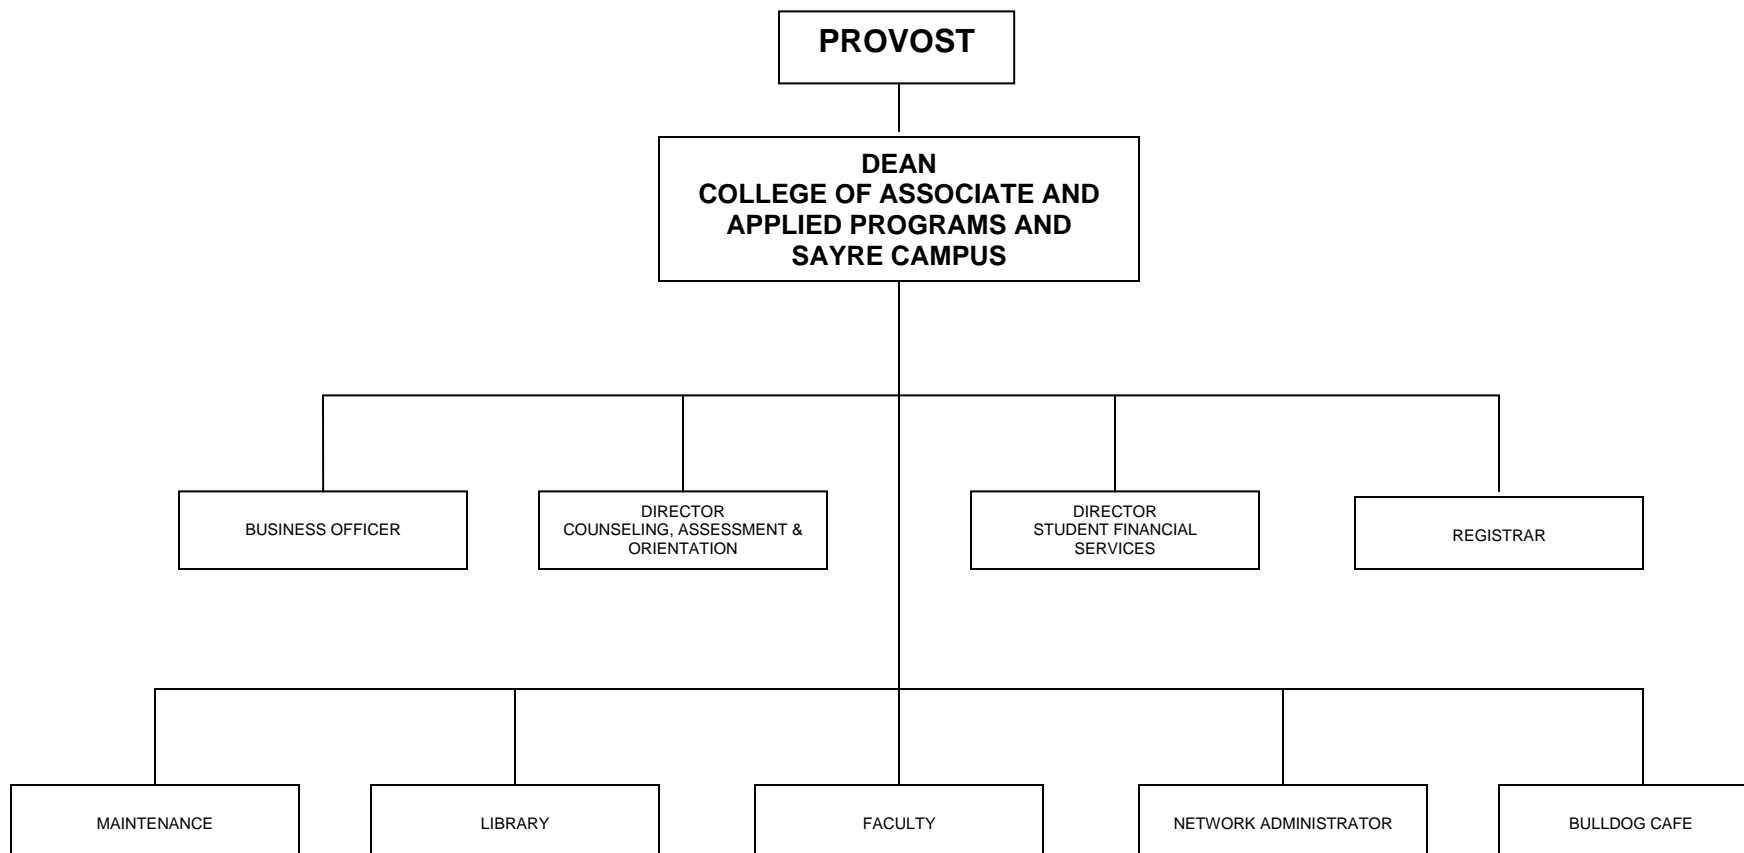 PROVOST
DEAN
COLLEGE OF ASSOCIATE AND
APPLIED PROGRAMS AND
SAYRE CAMPUS
BUSINESS OFFICER
DIRECTOR
COUNSELING, ASSESSMENT &
ORIENTATION
DIRECTOR
STUDENT FINANCIAL
SERVICES
REGISTRAR
MAINTENANCE
LIBRARY
FACULTY
NETWORK ADMINISTRATOR
BULLDOG CAFE